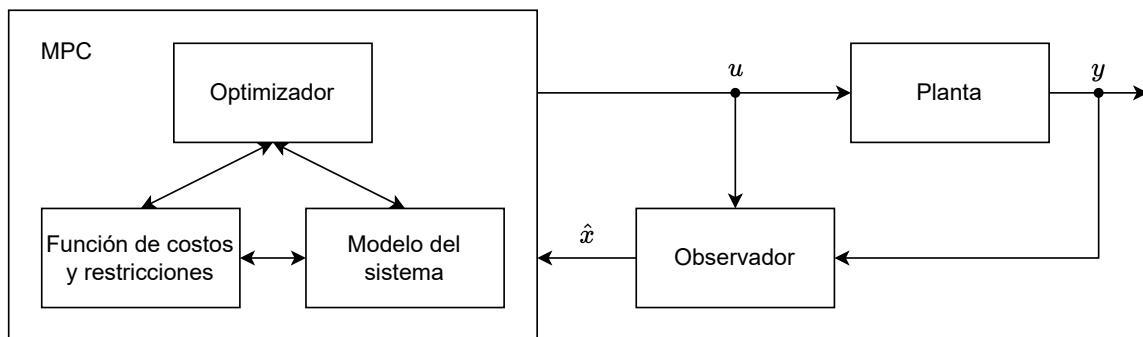 MPC
Optimizador
Función de costos
y restricciones
Modelo del
sistema
u
Planta
y
x̂
Observador